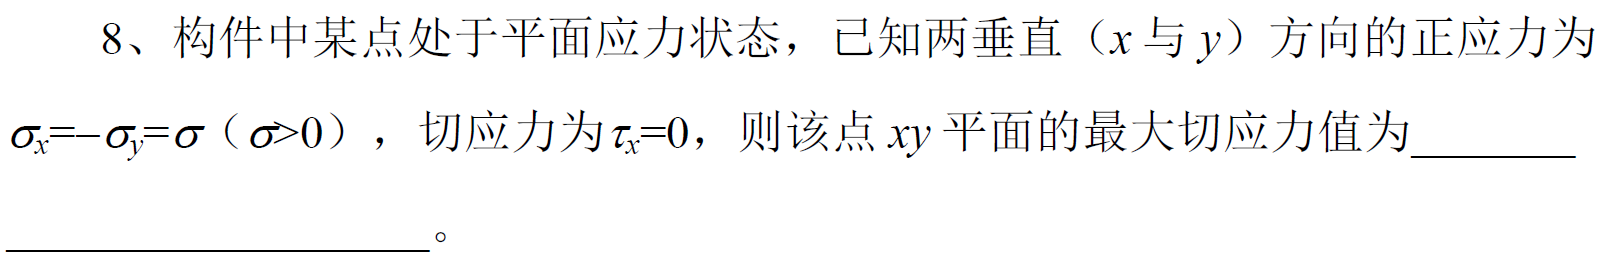 8、构件中某点处于平面应力状态，已知两垂直（x 与 y）方向的正应力为
σx=−σy=σ（σ>0），切应力为τx=0，则该点 xy 平面的最大切应力值为________
____________________。